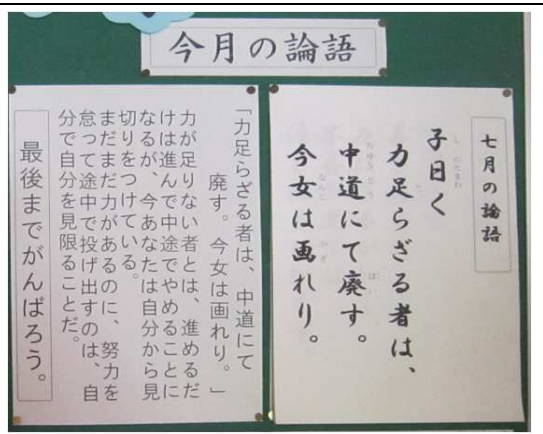 今月の論語
七月の論語
子曰く
力足らざる者は、
中道にて廃す。
今女は画れり。
「力足らざる者は、中道にて
廃す。今女は画れり。」
力が足りない者とは、進めるだ
けは進んで中途でやめることに
なるが、今あなたは自分から見
切りをつけている。
まだまだ力があるのに、努力を
怠って途中で投げ出すのは、自
分で自分を見限ることだ。
最後までがんばろう。